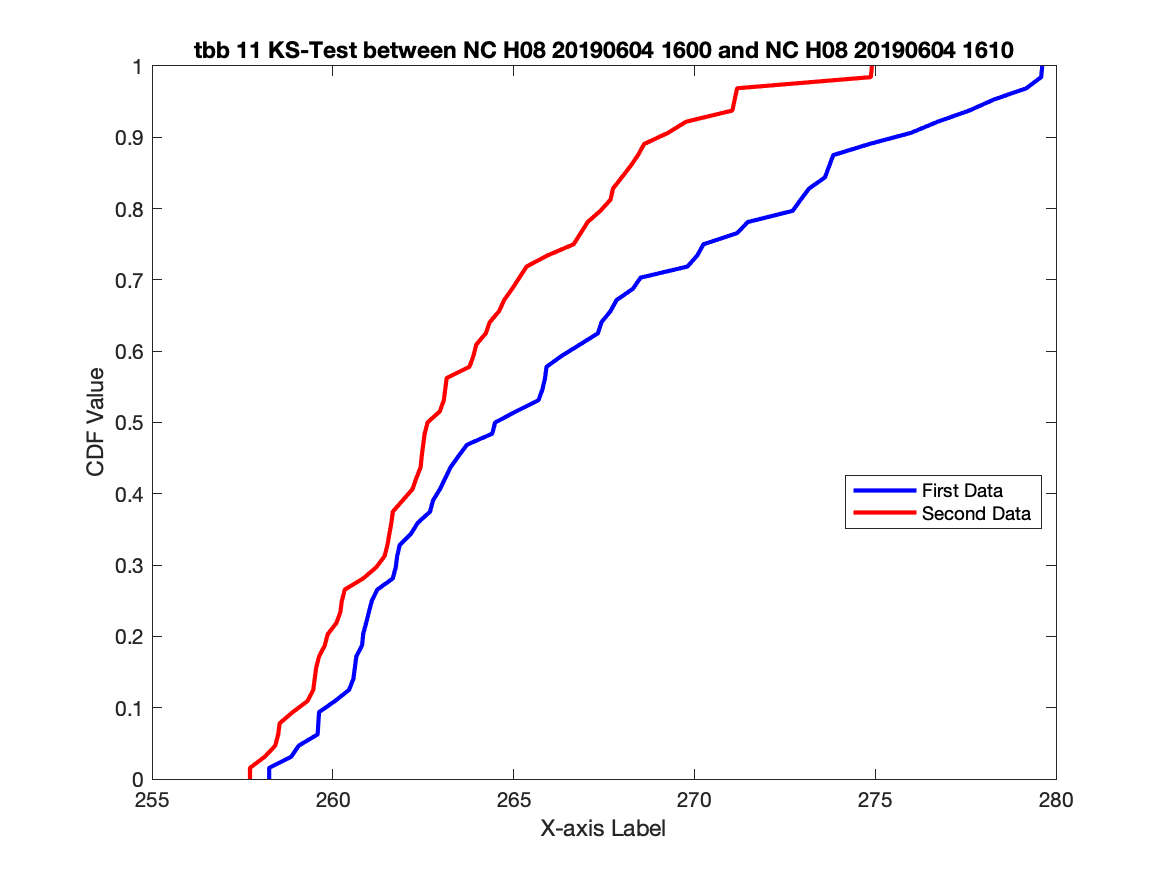 tbb 11 KS-Test between NC H08 20190604 1600 and NC H08 20190604 1610
1
0.9
0.8
0.7
0.6
0.5
0.4
0.3
0.2
0.1
0
CDF Value
First Data
Second Data
255 260 265 270 275 280
X-axis Label